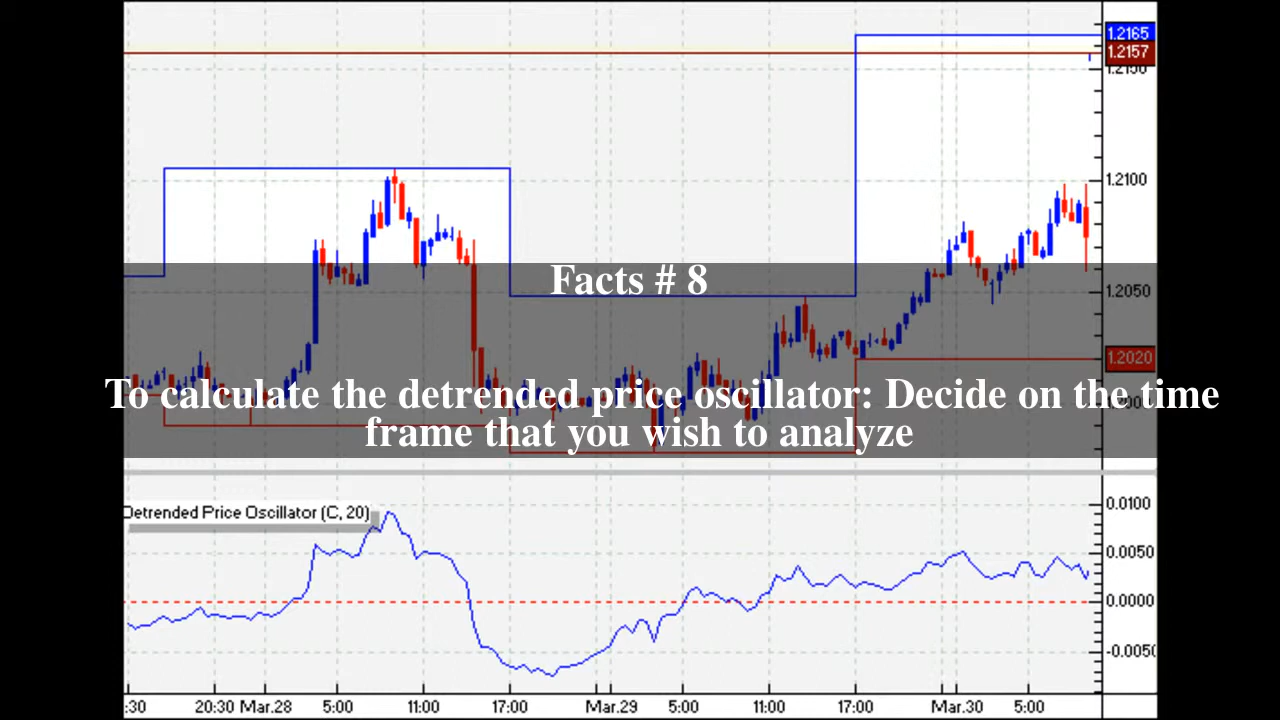 1.2165
1.2157
1.2150
1.2100
Facts # 8
1.2050
1.2020
To calculate the detrended price oscillator: Decide on the time
frame that you wish to analyze
Detrended Price Oscillator (C, 20)
0.0100
0.0050
0.0000
-0.0050
:30 20:30 Mar.28 5:00 11:00 17:00 Mar.29 5:00 11:00 17:00 Mar.30 5:00